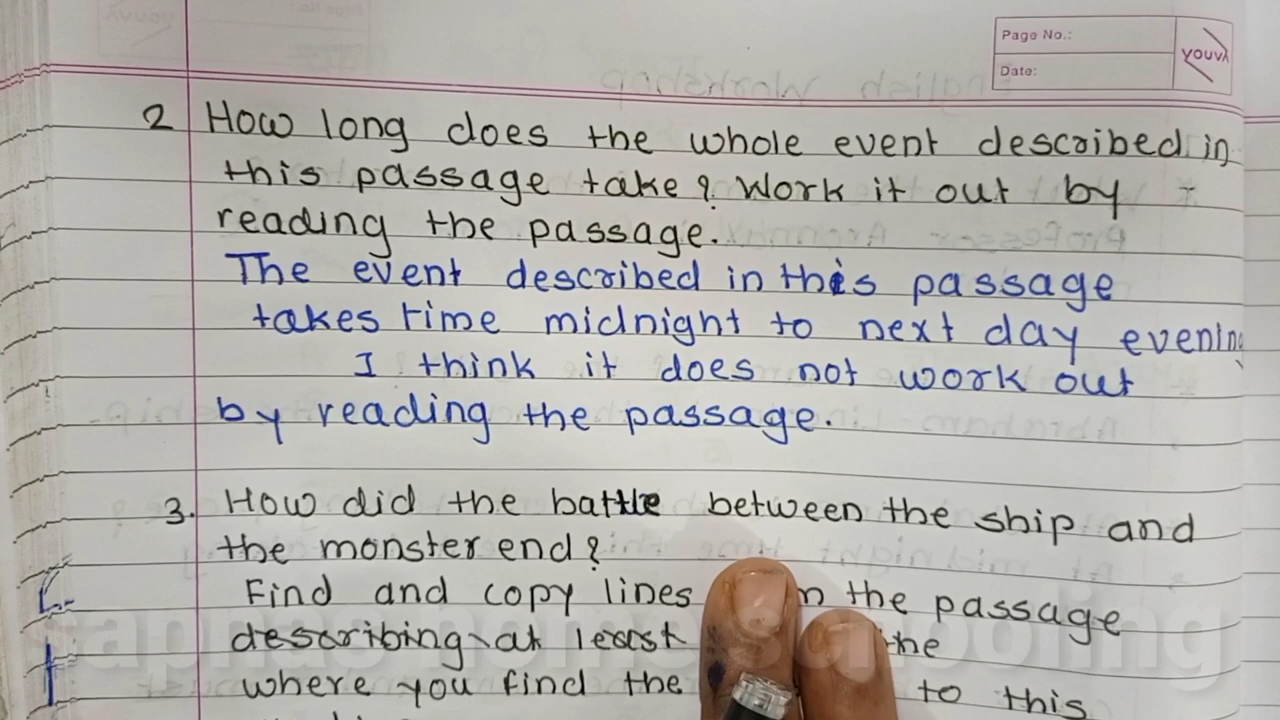 Page No.:
Date:
YOUVA
2 How long does the whole event described in
this passage take? Work it out by
reading the passage.
The event described in this passage
takes time midnight to next day evening
I think it does not work out
by reading the passage.
3. How did the battle between the ship and
the monster end?
Find and copy lines the passage
describing at least the
where you find the to this